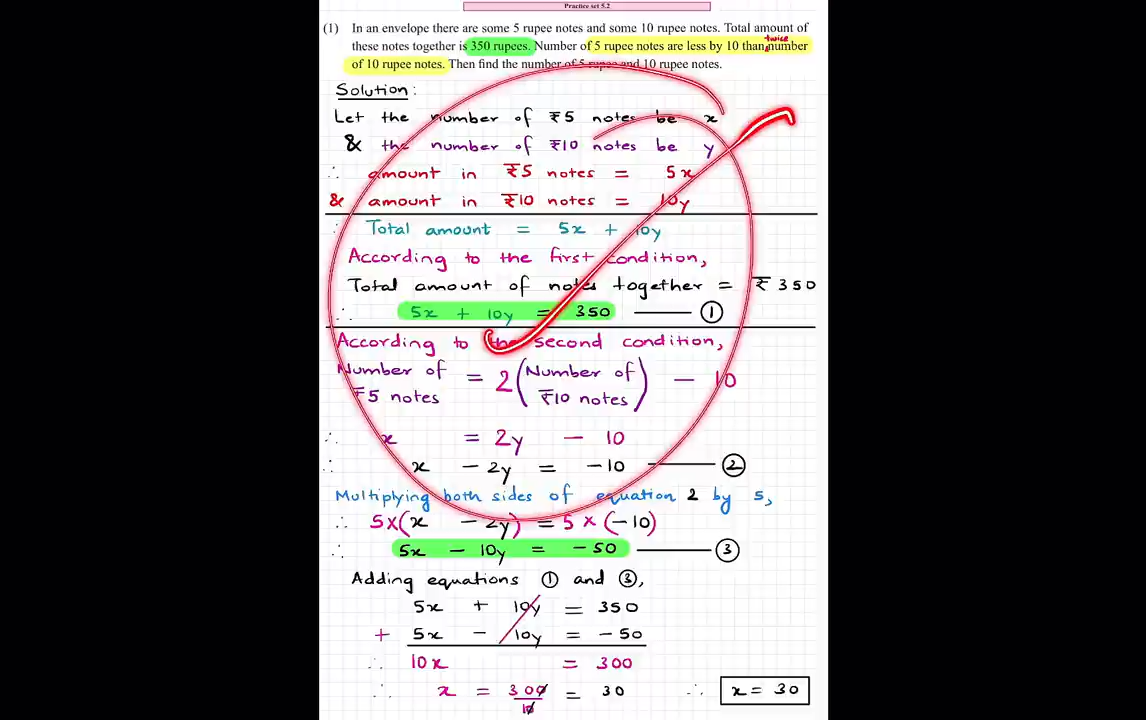 Practice set 5.2
(1) In an envelope there are some 5 rupee notes and some 10 rupee notes. Total amount of
these notes together is 350 rupees. Number of 5 rupee notes are less by 10 than twice number
of 10 rupee notes. Then find the number of 5 rupee and 10 rupee notes.
Solution:
Let the number of ₹5 notes be x
& the number of ₹10 notes be y
∴ amount in ₹5 notes = 5x
& amount in ₹10 notes = 10y
∴ Total amount = 5x + 10y
According to the first condition,
Total amount of notes together = ₹350
∴ 5x + 10y = 350 —— ①
According to the second condition,
Number of ₹5 notes = 2(Number of ₹10 notes) − 10
∴ x = 2y − 10
∴ x − 2y = −10 —— ②
Multiplying both sides of equation 2 by 5,
∴ 5×(x − 2y) = 5×(−10)
∴ 5x − 10y = −50 —— ③
Adding equations ① and ③,
5x + 10y = 350
+ 5x − 10y = −50
∴ 10x = 300
∴ x = 300/10 = 30 ∴ x = 30